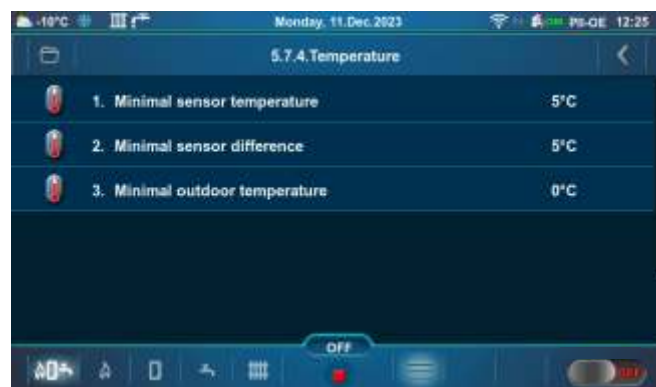 -10°C Monday, 11.Dec.2023 PII-OE 12:25
5.7.4.Temperature
1. Minimal sensor temperature 5°C
2. Minimal sensor difference 5°C
3. Minimal outdoor temperature 0°C
OFF
OFF